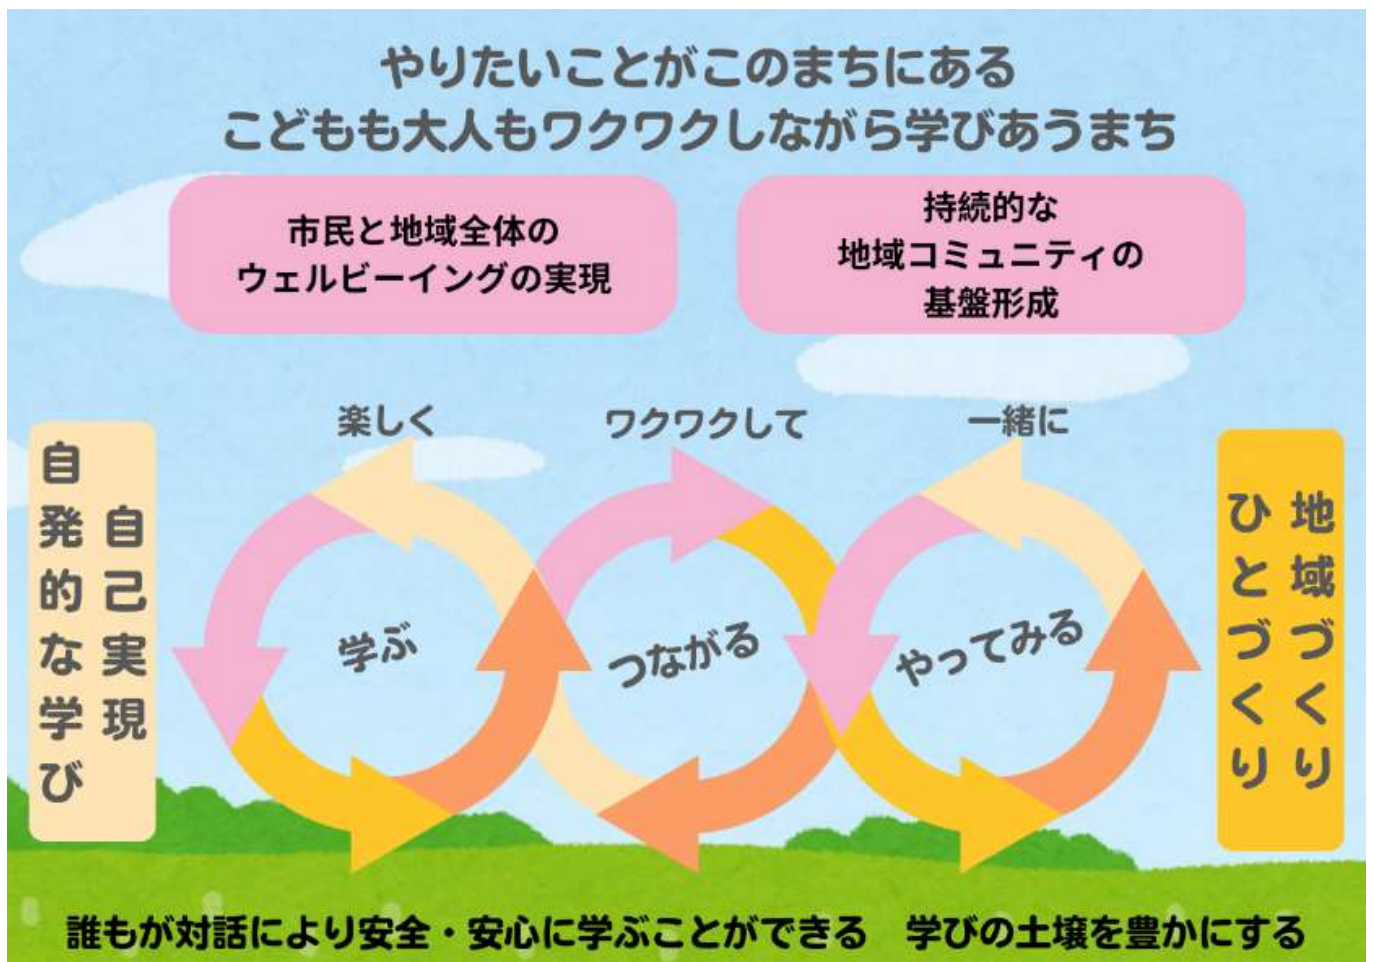 やりたいことがこのまちにある
こどもも大人もワクワクしながら学びあうまち
市民と地域全体の
ウェルビーイングの実現
持続的な
地域コミュニティの
基盤形成
楽しく
ワクワクして
一緒に
自己実現
自発的な学び
学ぶ
つながる
やってみる
地域づくり
ひとづくり
誰もが対話により安全・安心に学ぶことができる　学びの土壌を豊かにする